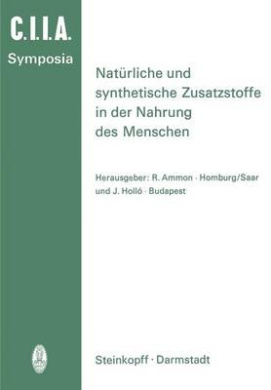 C.I.I.A.
Symposia
Natürliche und
synthetische Zusatzstoffe
in der Nahrung
des Menschen
Herausgeber: R. Ammon · Homburg/Saar
und J. Holló · Budapest
Steinkopff · Darmstadt